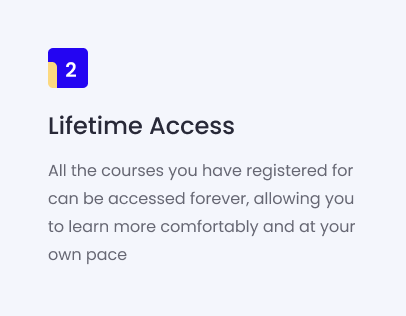 2
Lifetime Access
All the courses you have registered for
can be accessed forever, allowing you
to learn more comfortably and at your
own pace